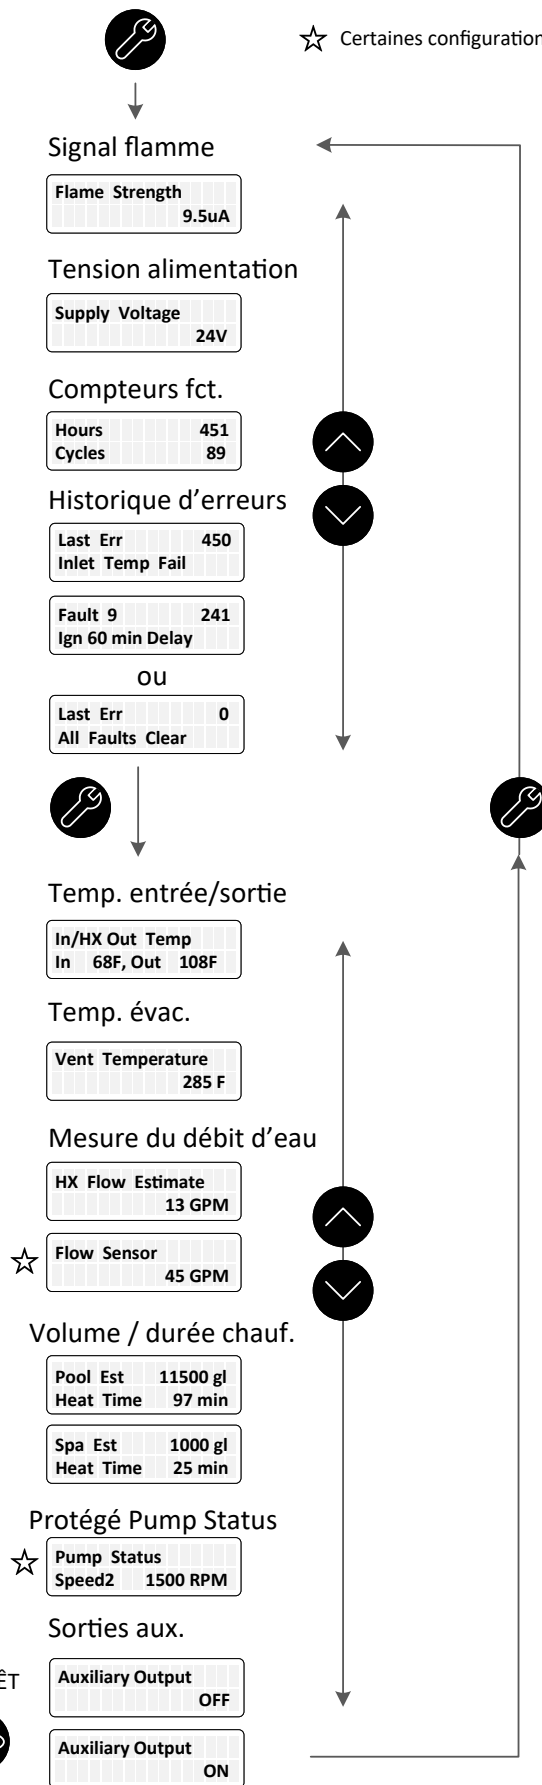 ☆ Certaines configuration
Signal flamme
Flame Strength
9.5uA
Tension alimentation
Supply Voltage
24V
Compteurs fct.
Hours 451
Cycles 89
Historique d'erreurs
Last Err 450
Inlet Temp Fail
Fault 9 241
Ign 60 min Delay
ou
Last Err 0
All Faults Clear
Temp. entrée/sortie
In/HX Out Temp
In 68F, Out 108F
Temp. évac.
Vent Temperature
285 F
Mesure du débit d'eau
HX Flow Estimate
13 GPM
☆ Flow Sensor
45 GPM
Volume / durée chauf.
Pool Est 11500 gl
Heat Time 97 min
Spa Est 1000 gl
Heat Time 25 min
Protégé Pump Status
☆ Pump Status
Speed2 1500 RPM
Sorties aux.
ÊT
Auxiliary Output
OFF
Auxiliary Output
ON